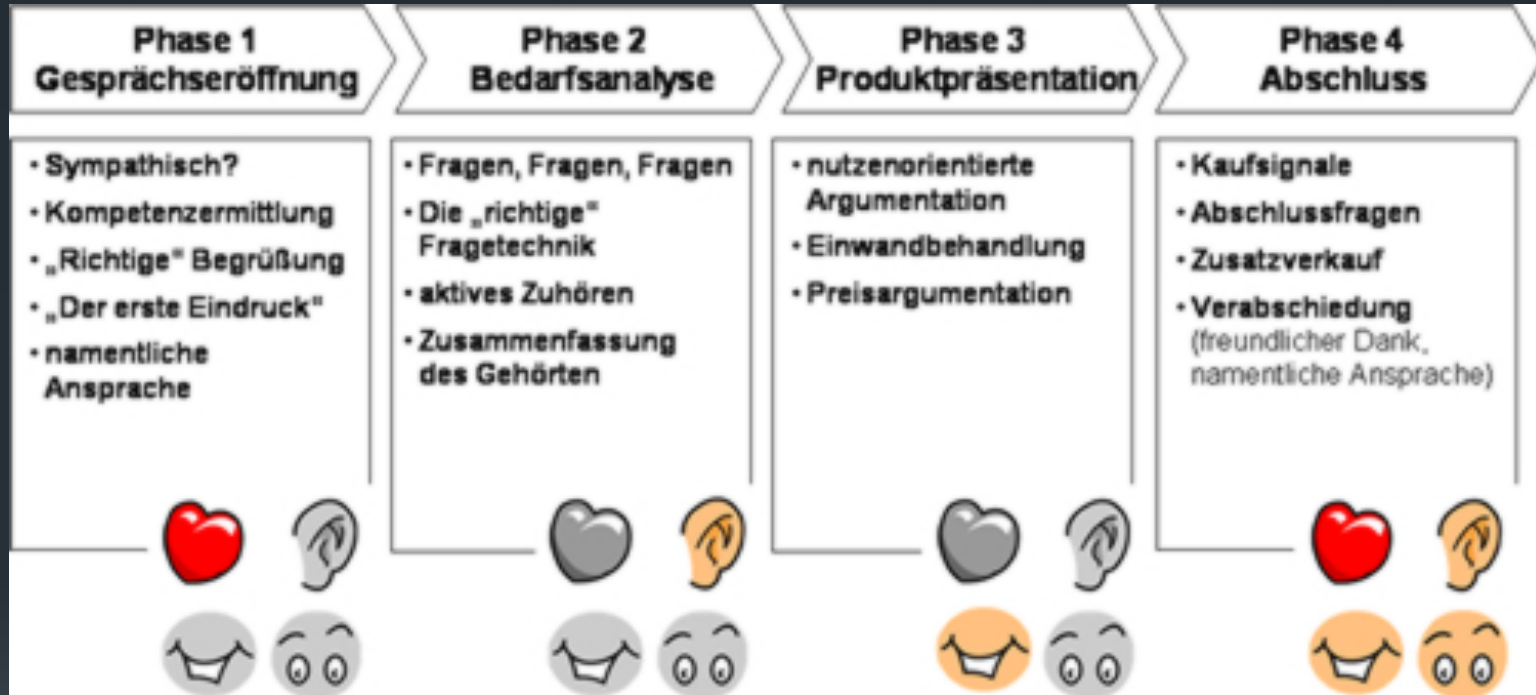 Phase 1
Gesprächseröffnung
• Sympathisch?
• Kompetenzermittlung
• „Richtige“ Begrüßung
• „Der erste Eindruck“
• namentliche
Ansprache
Phase 2
Bedarfsanalyse
• Fragen, Fragen, Fragen
• Die „richtige“
Fragetechnik
• aktives Zuhören
• Zusammenfassung
des Gehörten
Phase 3
Produktpräsentation
• nutzenorientierte
Argumentation
• Einwandbehandlung
• Preisargumentation
Phase 4
Abschluss
• Kaufsignale
• Abschlussfragen
• Zusatzverkauf
• Verabschiedung
(freundlicher Dank,
namentliche Ansprache)